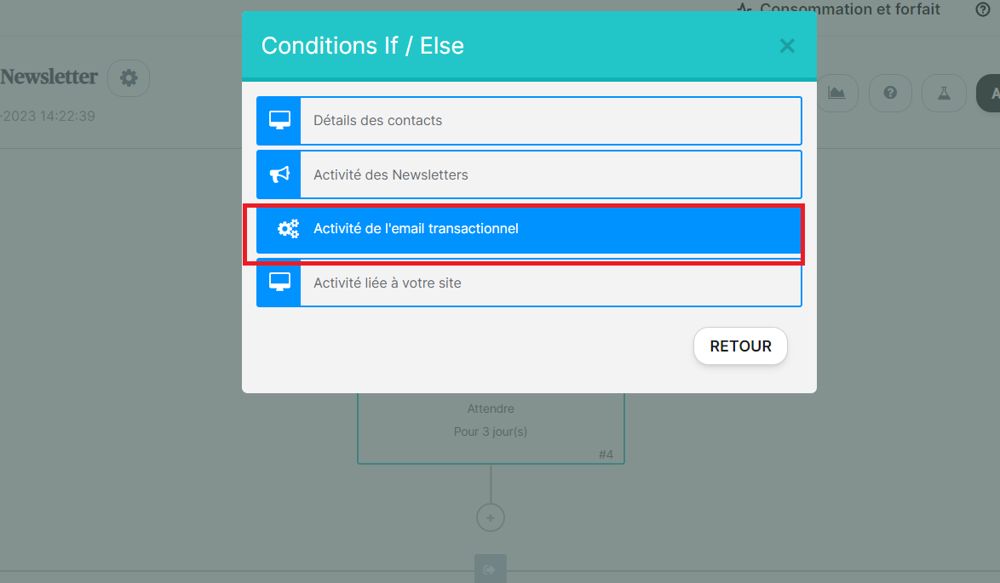 Consommation et forfait
Conditions If / Else
Newsletter
-2023 14:22:39
A
Détails des contacts
Activité des Newsletters
Activité de l'email transactionnel
Activité liée à votre site
RETOUR
Attendre
Pour 3 jour(s)
#4